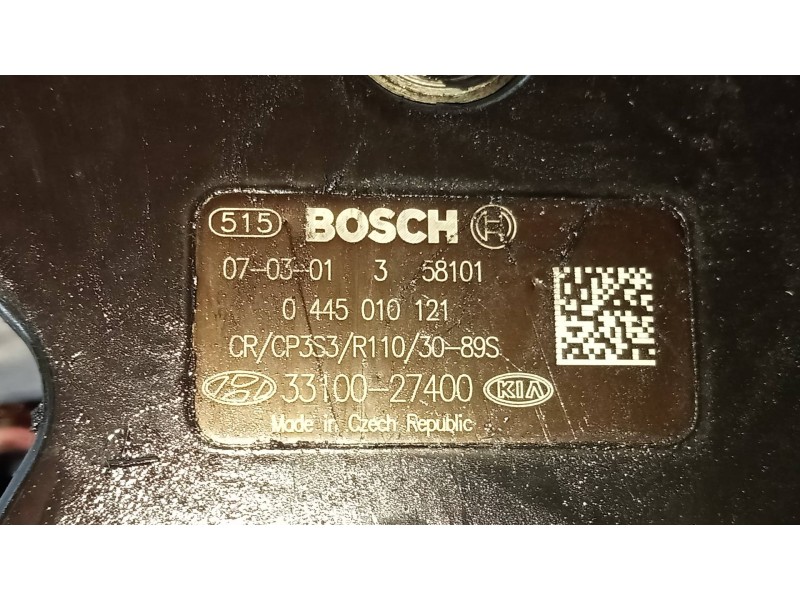 515 BOSCH
07-03-01 3 58101
0 445 010 121
CR/CP3S3/R110/30-89S
33100-27400 KIA
Made in Czech Republic